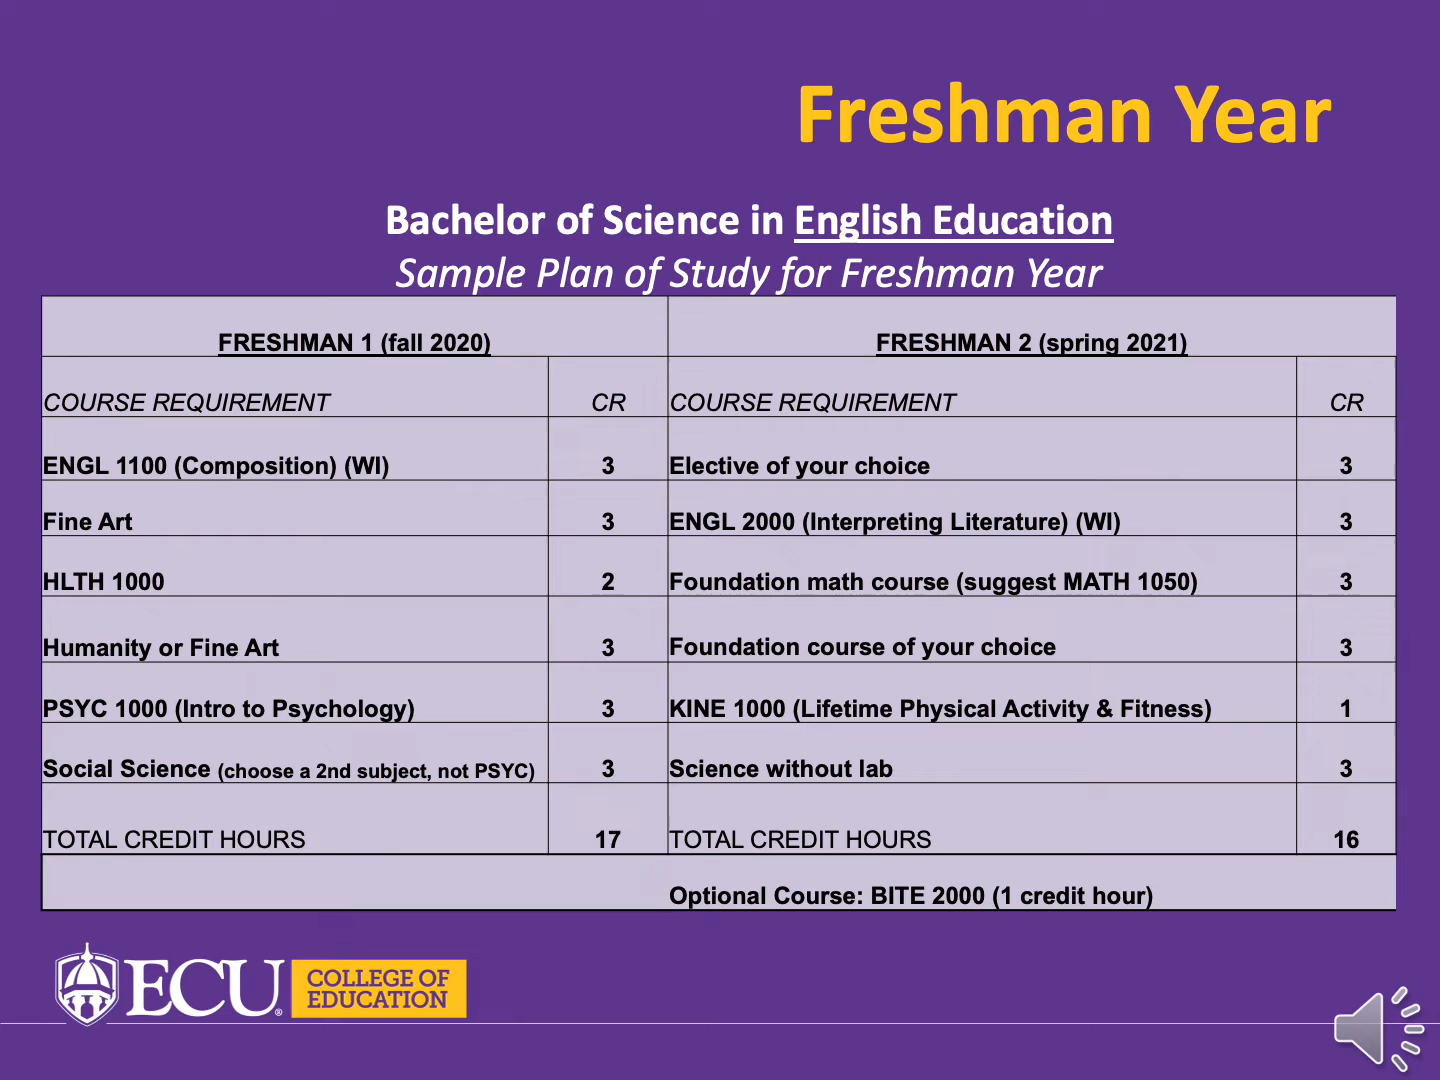 Freshman Year
Bachelor of Science in English Education
Sample Plan of Study for Freshman Year
FRESHMAN 1 (fall 2020) FRESHMAN 2 (spring 2021)
COURSE REQUIREMENT CR COURSE REQUIREMENT CR
ENGL 1100 (Composition) (WI) 3 Elective of your choice 3
Fine Art 3 ENGL 2000 (Interpreting Literature) (WI) 3
HLTH 1000 2 Foundation math course (suggest MATH 1050) 3
Humanity or Fine Art 3 Foundation course of your choice 3
PSYC 1000 (Intro to Psychology) 3 KINE 1000 (Lifetime Physical Activity & Fitness) 1
Social Science (choose a 2nd subject, not PSYC) 3 Science without lab 3
TOTAL CREDIT HOURS 17 TOTAL CREDIT HOURS 16
Optional Course: BITE 2000 (1 credit hour)
ECU® COLLEGE OF
EDUCATION